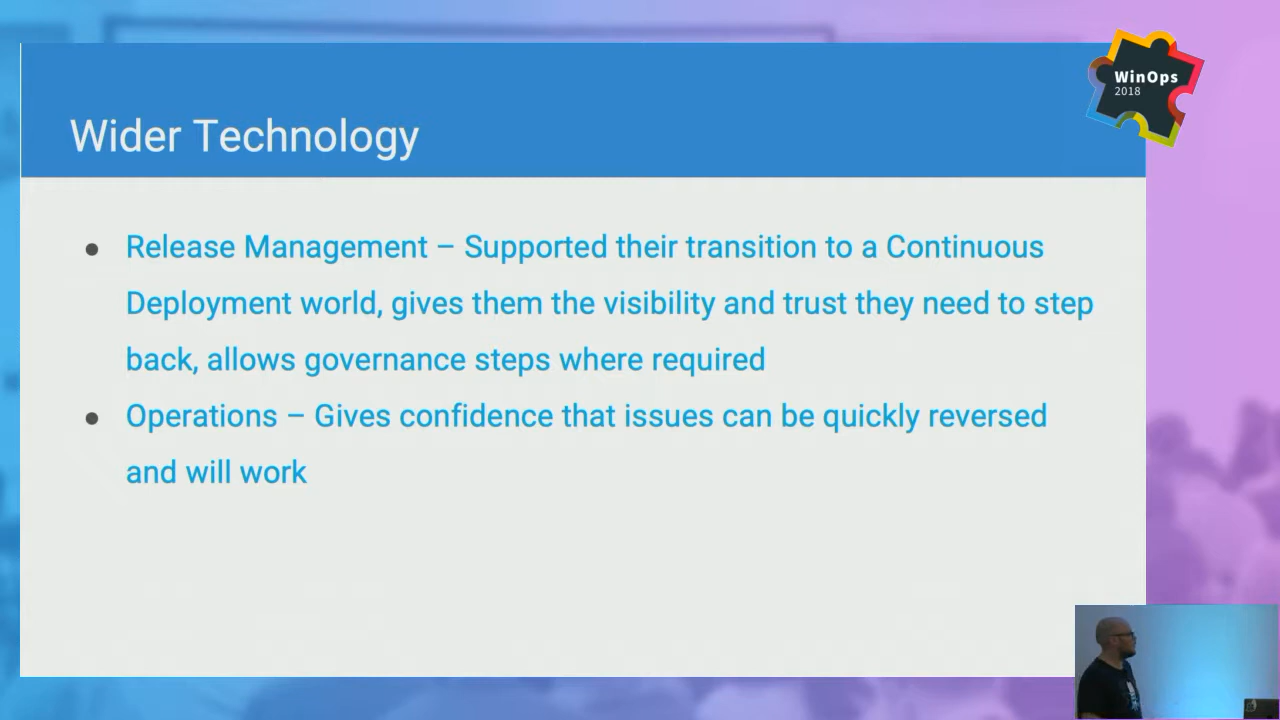 WinOps
2018
Wider Technology
● Release Management – Supported their transition to a Continuous
Deployment world, gives them the visibility and trust they need to step
back, allows governance steps where required
● Operations – Gives confidence that issues can be quickly reversed
and will work